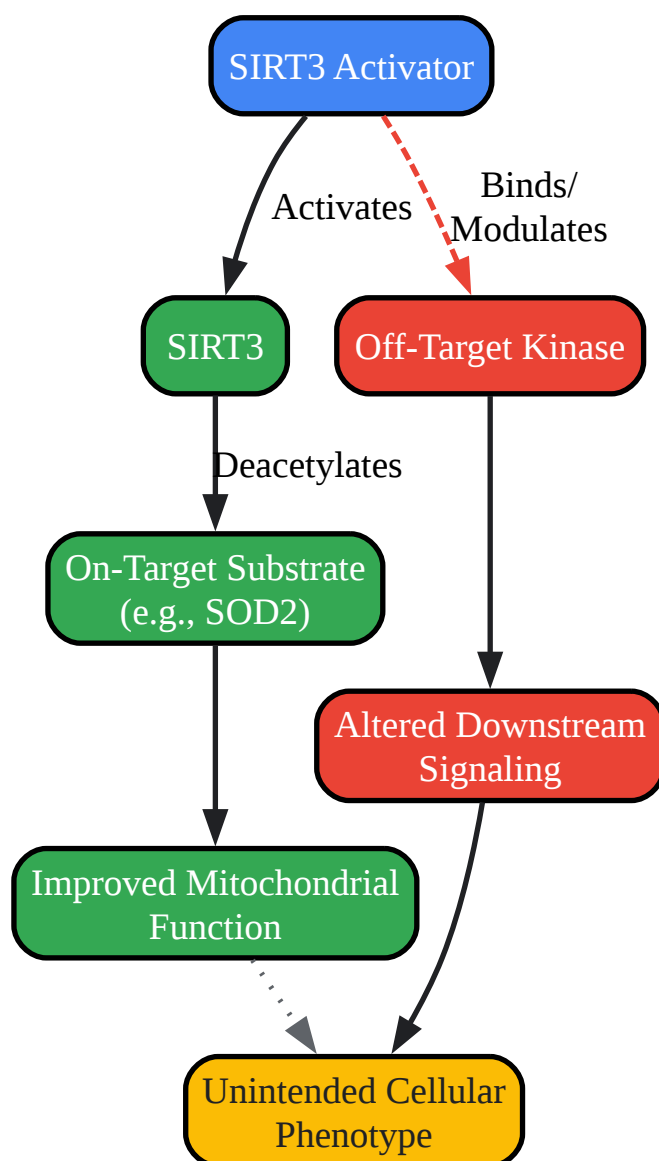 SIRT3 Activator
Activates
Binds/
Modulates
SIRT3
Off-Target Kinase
Deacetylates
On-Target Substrate
(e.g., SOD2)
Altered Downstream
Signaling
Improved Mitochondrial
Function
Unintended Cellular
Phenotype